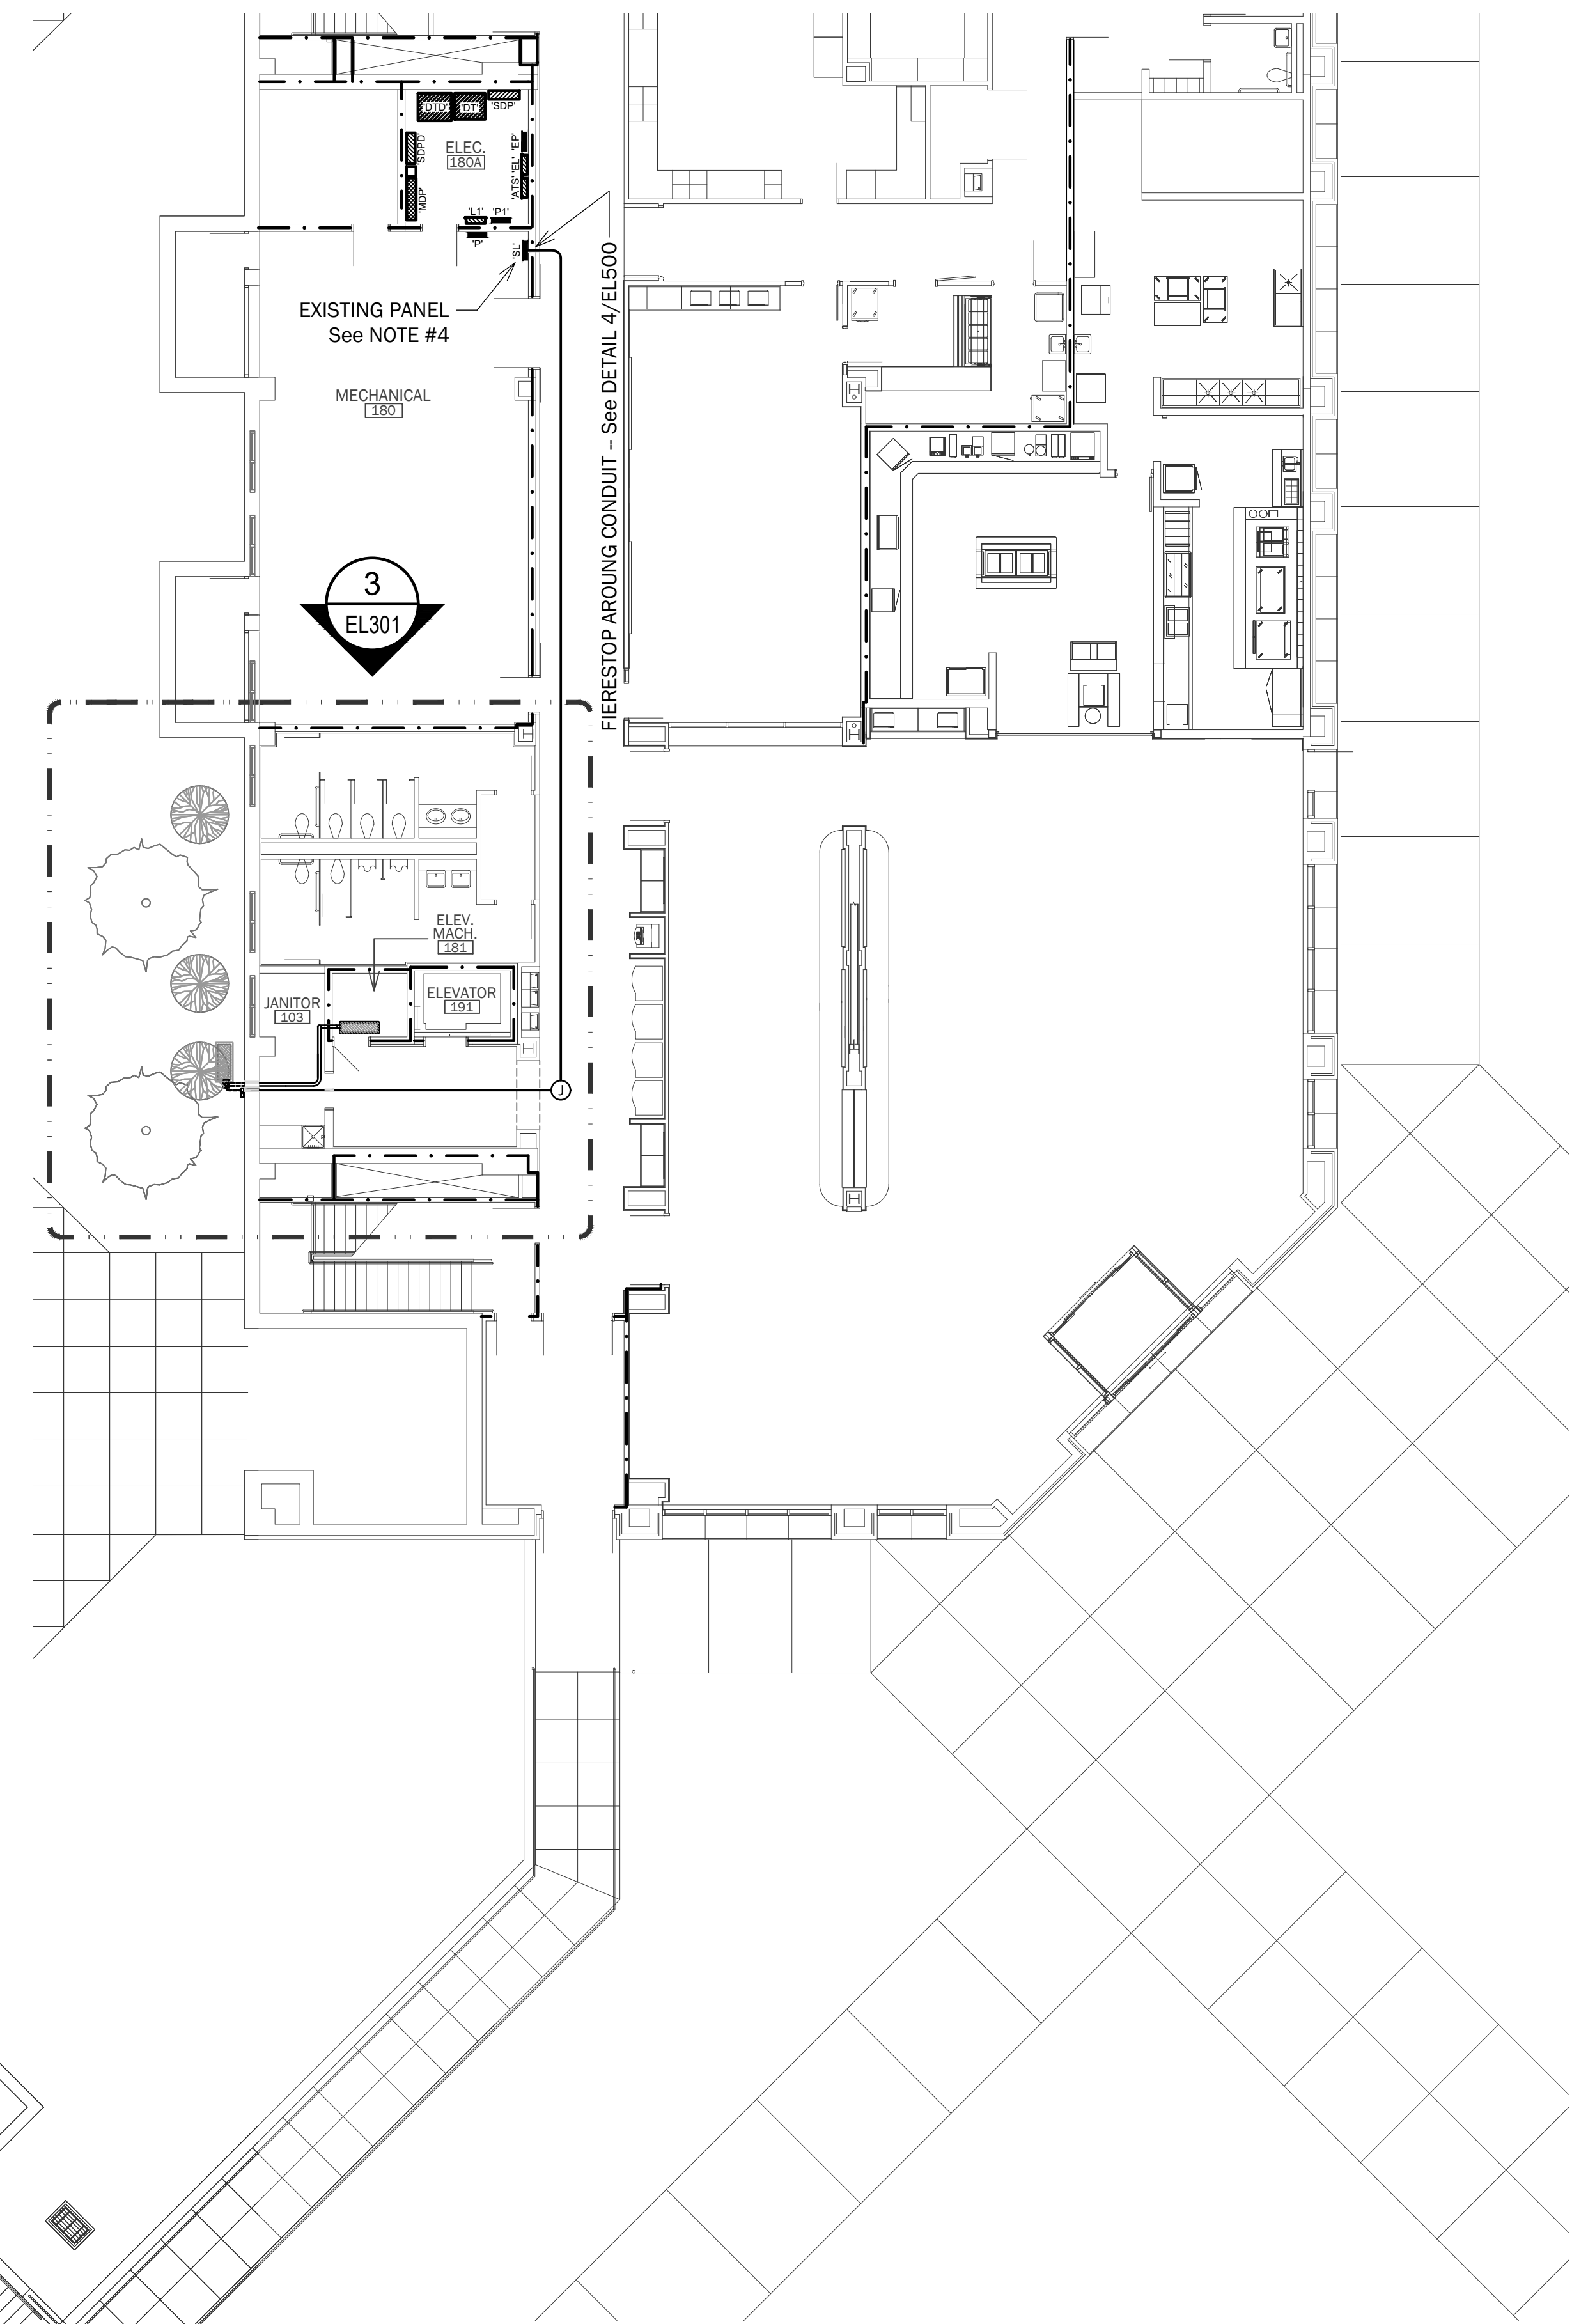 'DTD'
'DT'
'SDP'
'SDPD'
ELEC.
180A
'EP'
'EL'
'ATS'
'MDP'
'L1'
'P1'
'P'
'SL'
EXISTING PANEL
See NOTE #4
FIERESTOP AROUNG CONDUIT – See DETAIL 4/EL500
MECHANICAL
180
3
EL301
ELEV.
MACH.
181
JANITOR
103
ELEVATOR
191
J